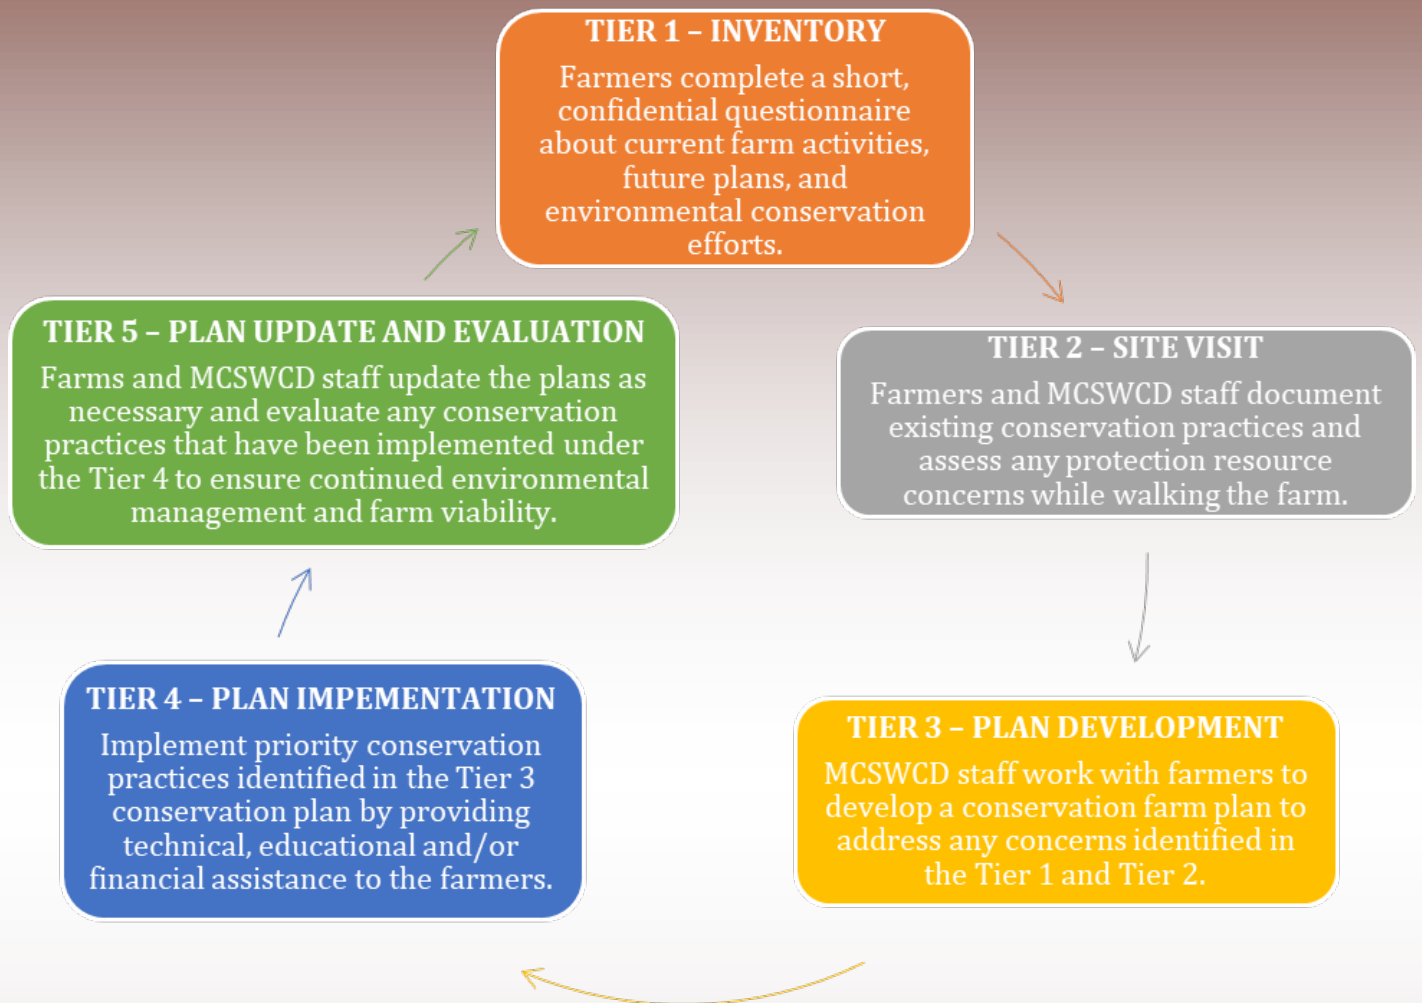 TIER 1 – INVENTORY
Farmers complete a short,
confidential questionnaire
about current farm activities,
future plans, and
environmental conservation
efforts.
TIER 2 – SITE VISIT
Farmers and MCSWCD staff document
existing conservation practices and
assess any protection resource
concerns while walking the farm.
TIER 3 – PLAN DEVELOPMENT
MCSWCD staff work with farmers to
develop a conservation farm plan to
address any concerns identified in
the Tier 1 and Tier 2.
TIER 4 – PLAN IMPEMENTATION
Implement priority conservation
practices identified in the Tier 3
conservation plan by providing
technical, educational and/or
financial assistance to the farmers.
TIER 5 – PLAN UPDATE AND EVALUATION
Farms and MCSWCD staff update the plans as
necessary and evaluate any conservation
practices that have been implemented under
the Tier 4 to ensure continued environmental
management and farm viability.